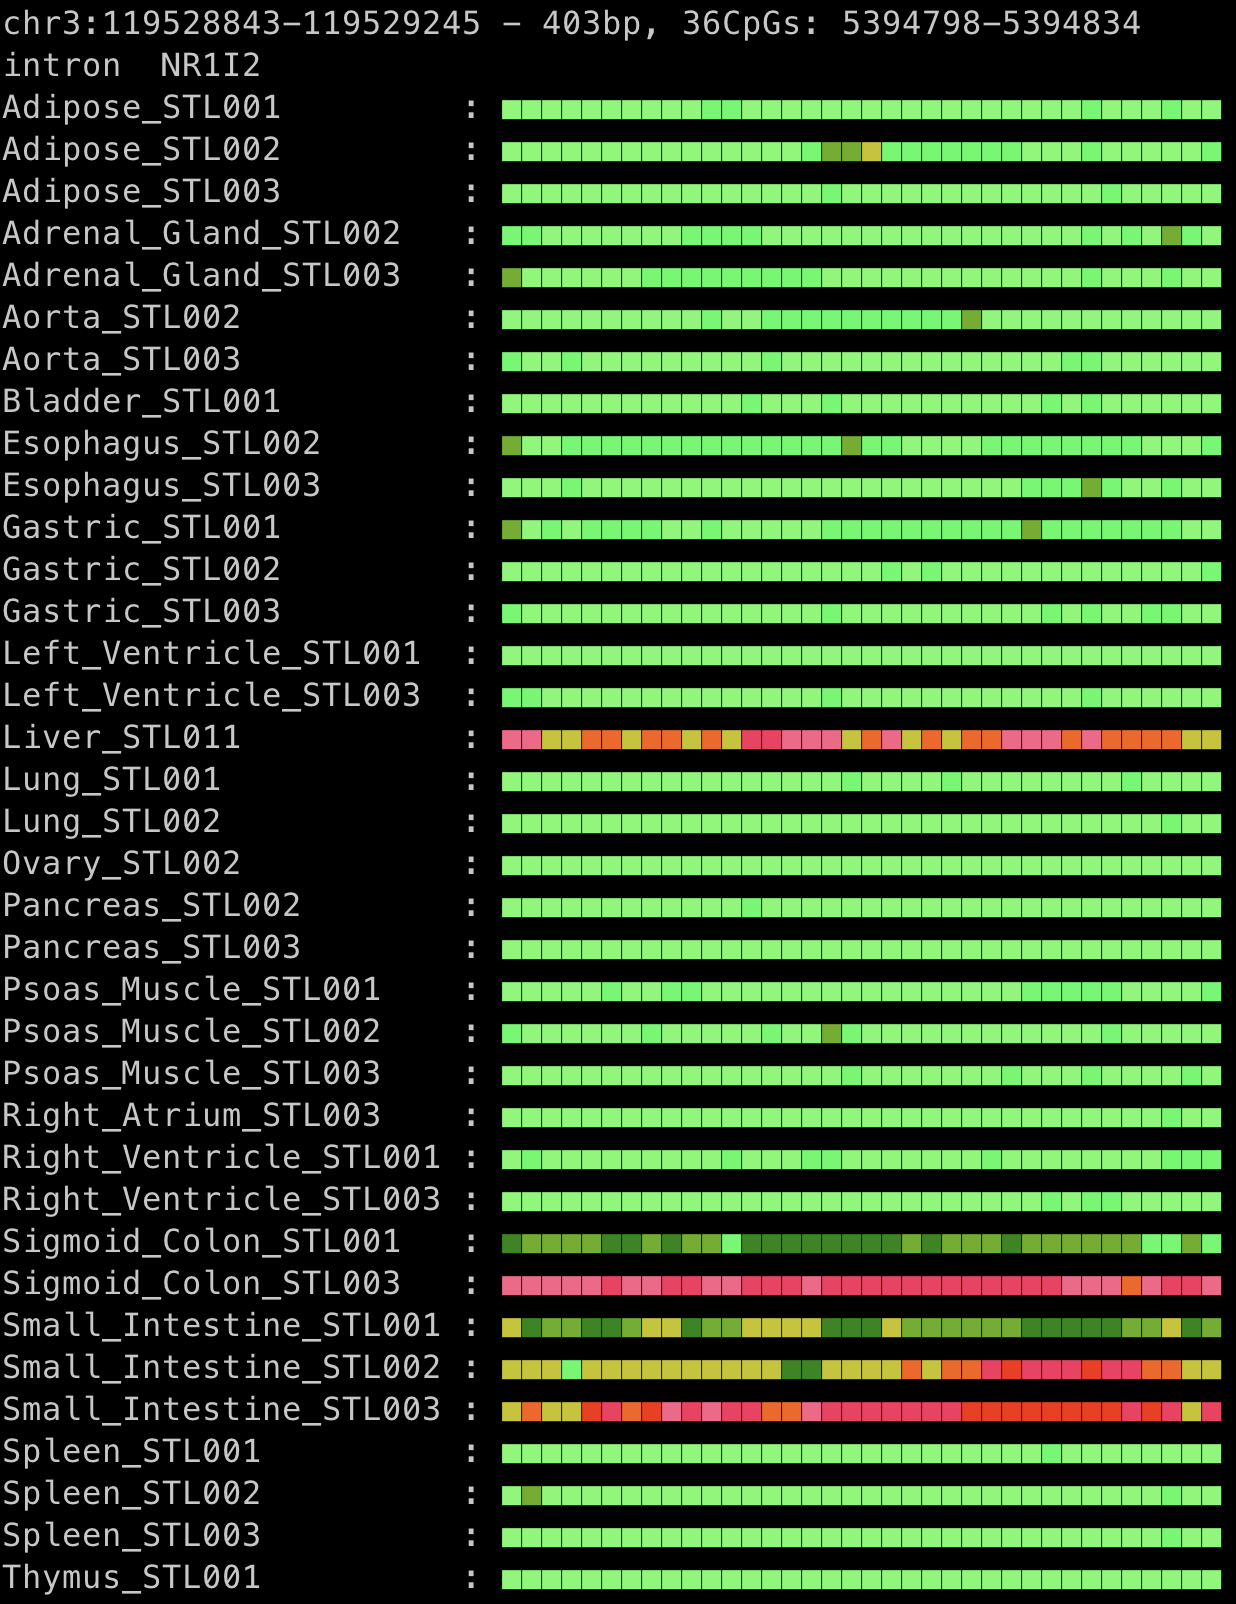 chr3:119528843-119529245 - 403bp, 36CpGs: 5394798-5394834
intron  NR1I2
Adipose_STL001 :
Adipose_STL002 :
Adipose_STL003 :
Adrenal_Gland_STL002 :
Adrenal_Gland_STL003 :
Aorta_STL002 :
Aorta_STL003 :
Bladder_STL001 :
Esophagus_STL002 :
Esophagus_STL003 :
Gastric_STL001 :
Gastric_STL002 :
Gastric_STL003 :
Left_Ventricle_STL001 :
Left_Ventricle_STL003 :
Liver_STL011 :
Lung_STL001 :
Lung_STL002 :
Ovary_STL002 :
Pancreas_STL002 :
Pancreas_STL003 :
Psoas_Muscle_STL001 :
Psoas_Muscle_STL002 :
Psoas_Muscle_STL003 :
Right_Atrium_STL003 :
Right_Ventricle_STL001 :
Right_Ventricle_STL003 :
Sigmoid_Colon_STL001 :
Sigmoid_Colon_STL003 :
Small_Intestine_STL001 :
Small_Intestine_STL002 :
Small_Intestine_STL003 :
Spleen_STL001 :
Spleen_STL002 :
Spleen_STL003 :
Thymus_STL001 :